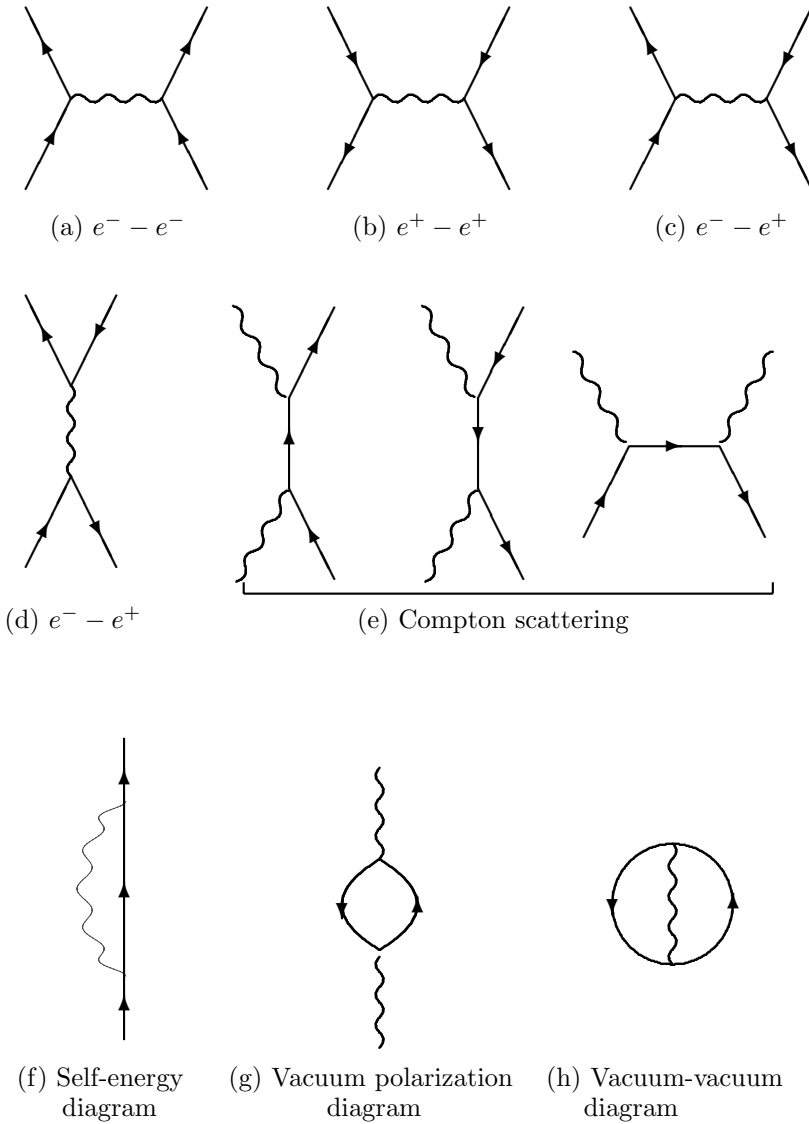 (a) e⁻ − e⁻
(b) e⁺ − e⁺
(c) e⁻ − e⁺
(d) e⁻ − e⁺
(e) Compton scattering
(f) Self-energy
diagram
(g) Vacuum polarization
diagram
(h) Vacuum-vacuum
diagram